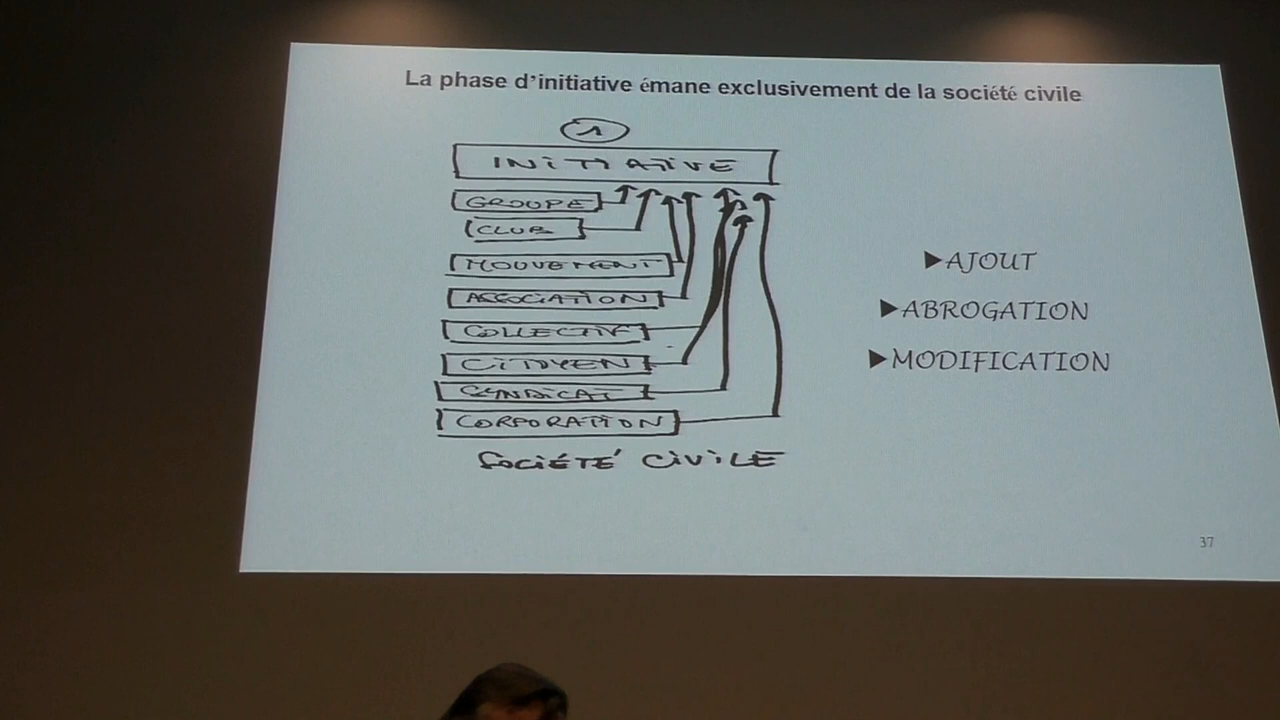 La phase d'initiative émane exclusivement de la société civile
1
INITIATIVE
GROUPE
CLUB
MOUVEMENT
ASSOCIATION
COLLECTIF
CITOYEN
SYNDICAT
CORPORATION
SOCIÉTÉ CIVILE
►AJOUT
►ABROGATION
►MODIFICATION
37